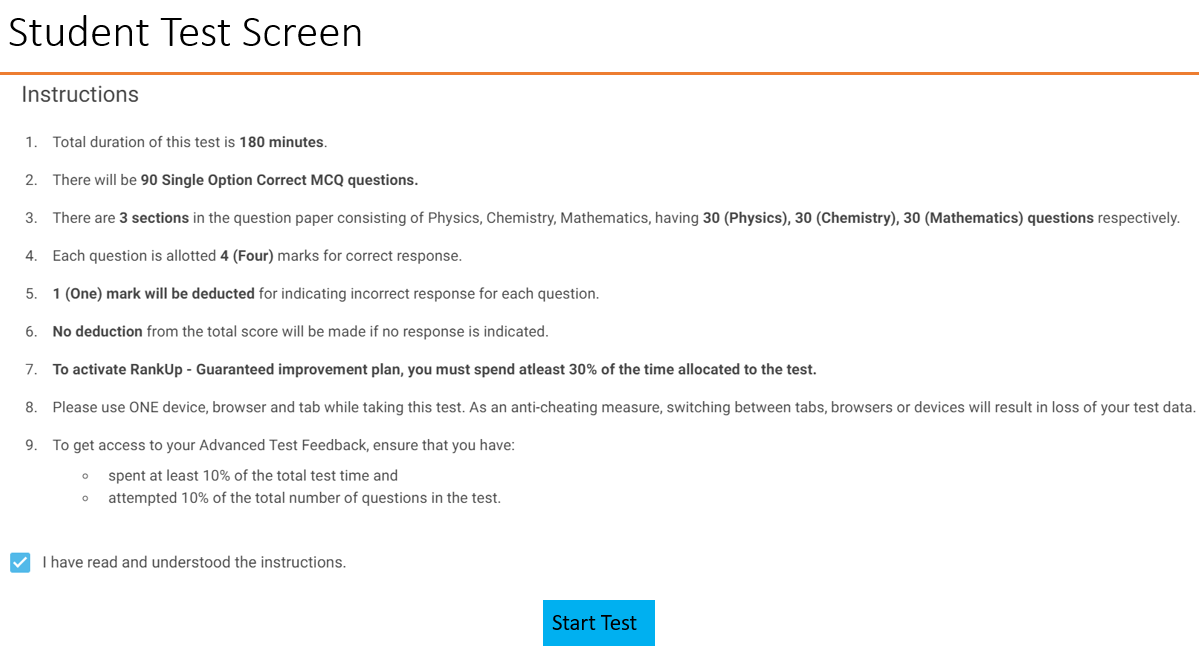 Student Test Screen
Instructions
1. Total duration of this test is 180 minutes.
2. There will be 90 Single Option Correct MCQ questions.
3. There are 3 sections in the question paper consisting of Physics, Chemistry, Mathematics, having 30 (Physics), 30 (Chemistry), 30 (Mathematics) questions respectively.
4. Each question is allotted 4 (Four) marks for correct response.
5. 1 (One) mark will be deducted for indicating incorrect response for each question.
6. No deduction from the total score will be made if no response is indicated.
7. To activate RankUp - Guaranteed improvement plan, you must spend atleast 30% of the time allocated to the test.
8. Please use ONE device, browser and tab while taking this test. As an anti-cheating measure, switching between tabs, browsers or devices will result in loss of your test data.
9. To get access to your Advanced Test Feedback, ensure that you have:
◦ spent at least 10% of the total test time and
◦ attempted 10% of the total number of questions in the test.
I have read and understood the instructions.
Start Test